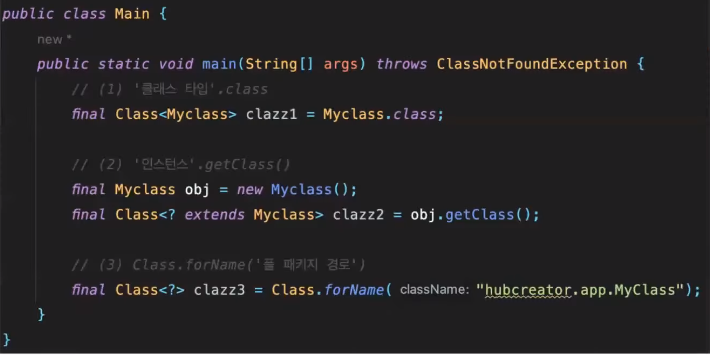 public class Main {
new *
public static void main(String[] args) throws ClassNotFoundException {
// (1) '클래스 타입'.class
final Class<Myclass> clazz1 = Myclass.class;
// (2) '인스턴스'.getClass()
final Myclass obj = new Myclass();
final Class<? extends Myclass> clazz2 = obj.getClass();
// (3) Class.forName('풀 패키지 경로')
final Class<?> clazz3 = Class.forName( className: "hubcreator.app.MyClass");
}
}